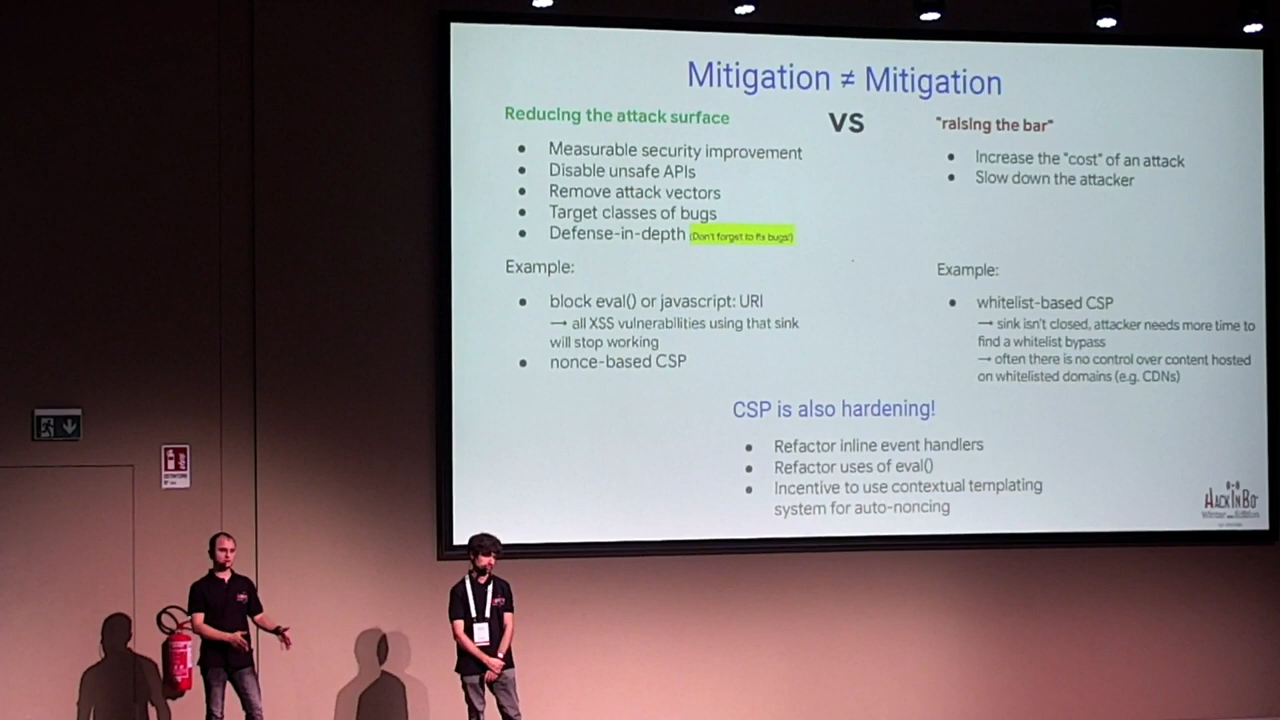 Mitigation ≠ Mitigation
Reducing the attack surface
vs
"raising the bar"
• Measurable security improvement
• Disable unsafe APIs
• Remove attack vectors
• Target classes of bugs
• Defense-in-depth (Don't forget to fix bugs!)
• Increase the "cost" of an attack
• Slow down the attacker
Example:
• block eval() or javascript: URI
→ all XSS vulnerabilities using that sink
will stop working
• nonce-based CSP
Example:
• whitelist-based CSP
→ sink isn't closed, attacker needs more time to
find a whitelist bypass
→ often there is no control over content hosted
on whitelisted domains (e.g. CDNs)
CSP is also hardening!
• Refactor inline event handlers
• Refactor uses of eval()
• Incentive to use contextual templating
system for auto-noncing
HACKINBO
Winter Edition
ESTINTORE